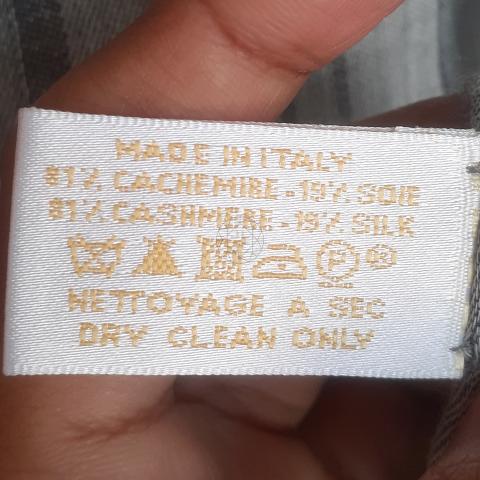 MADE IN ITALY
81% CACHEMIRE - 19% SOIE
81% CASHMERE - 19% SILK
P
NETTOYAGE A SEC
DRY CLEAN ONLY